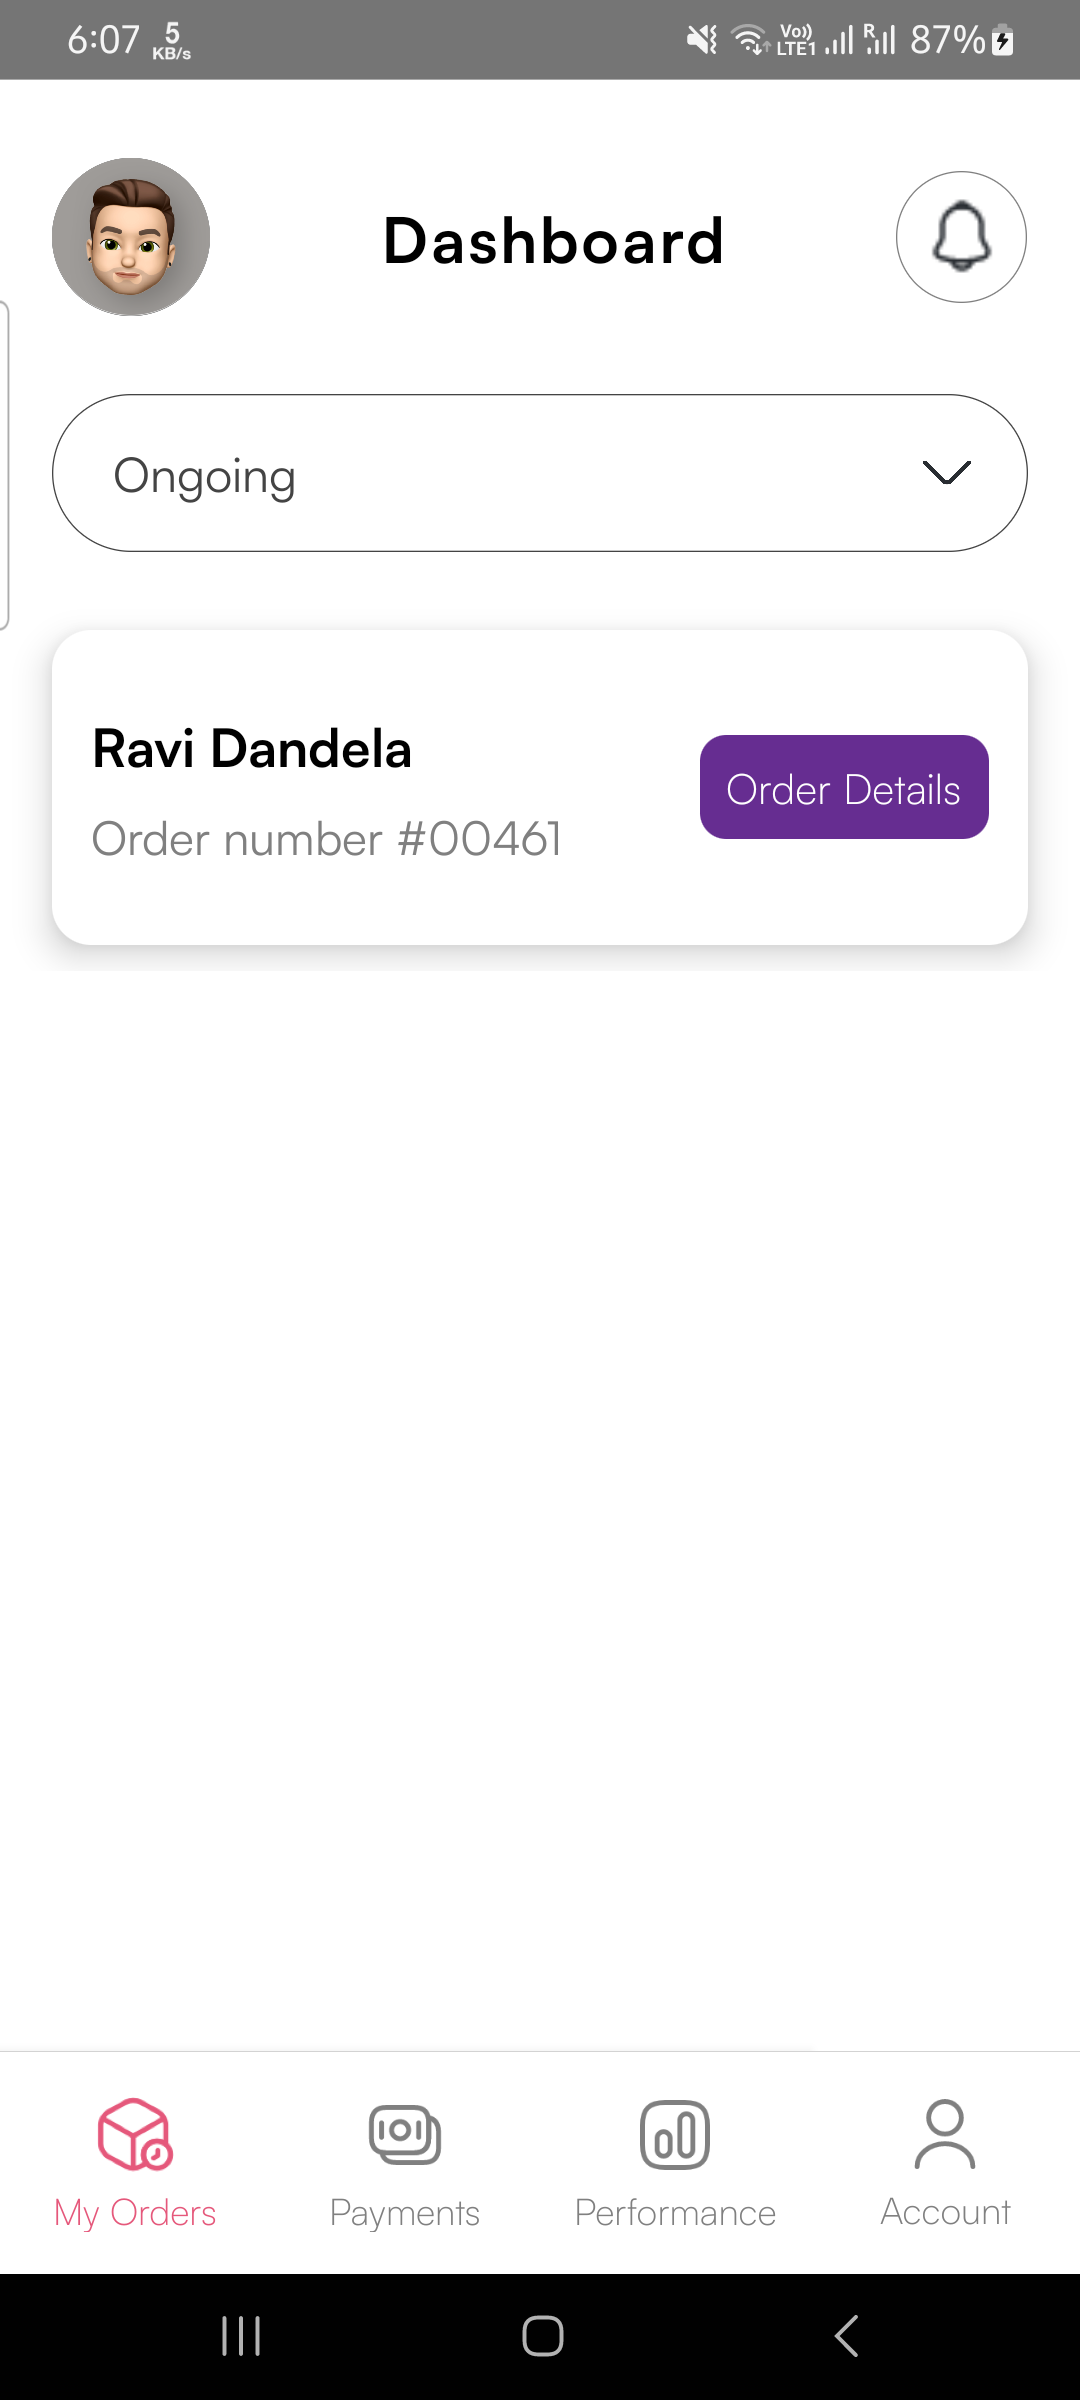 6:07 5 KB/s Vo)) LTE1 R 87%
Dashboard
Ongoing
Ravi Dandela
Order number #00461
Order Details
My Orders Payments Performance Account